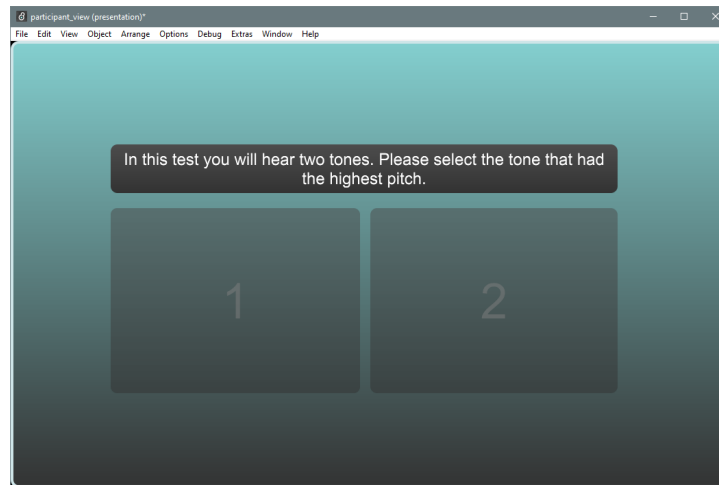 participant_view (presentation)*
File Edit View Object Arrange Options Debug Extras Window Help
In this test you will hear two tones. Please select the tone that had
the highest pitch.
1 2